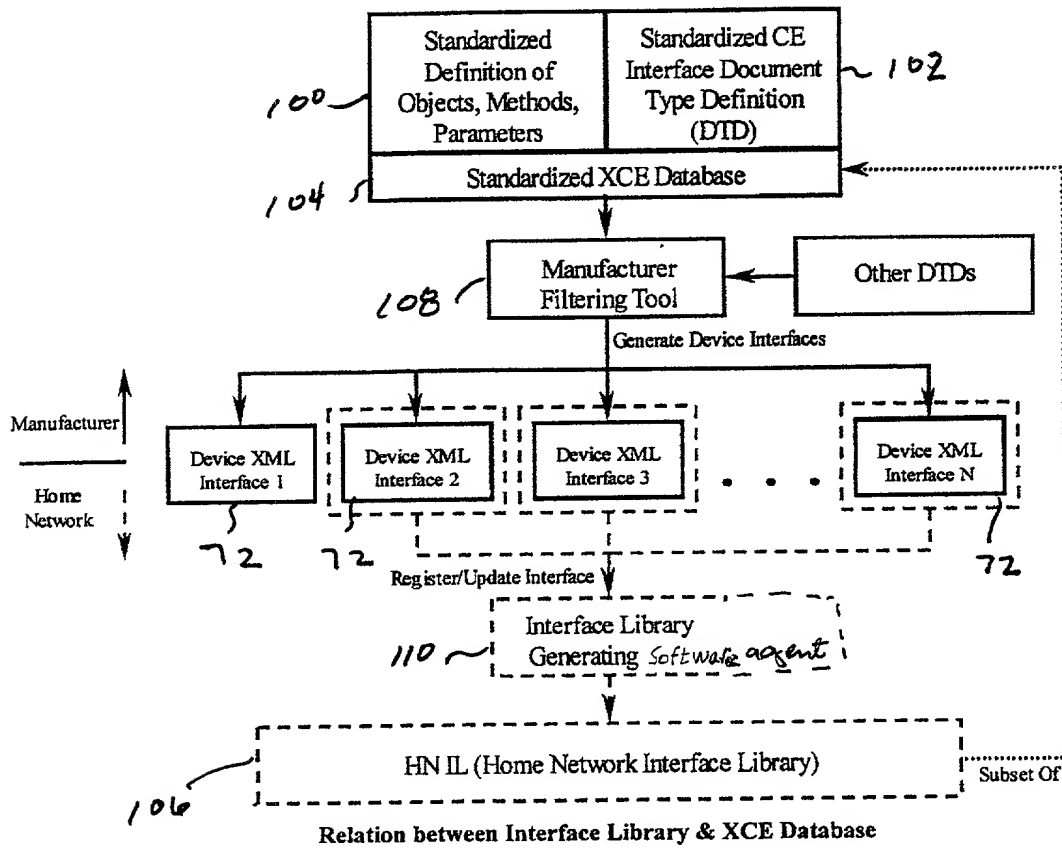 Standardized
Definition of
Objects, Methods,
Parameters
Standardized CE
Interface Document
Type Definition
(DTD)
100
102
Standardized XCE Database
104
Manufacturer
Filtering Tool
Other DTDs
108
Generate Device Interfaces
Manufacturer
Home
Network
Device XML
Interface 1
Device XML
Interface 2
Device XML
Interface 3
. . .
Device XML
Interface N
72
72
72
Register/Update Interface
Interface Library
Generating Software agent
110
HN IL (Home Network Interface Library)
Subset Of
106
Relation between Interface Library & XCE Database